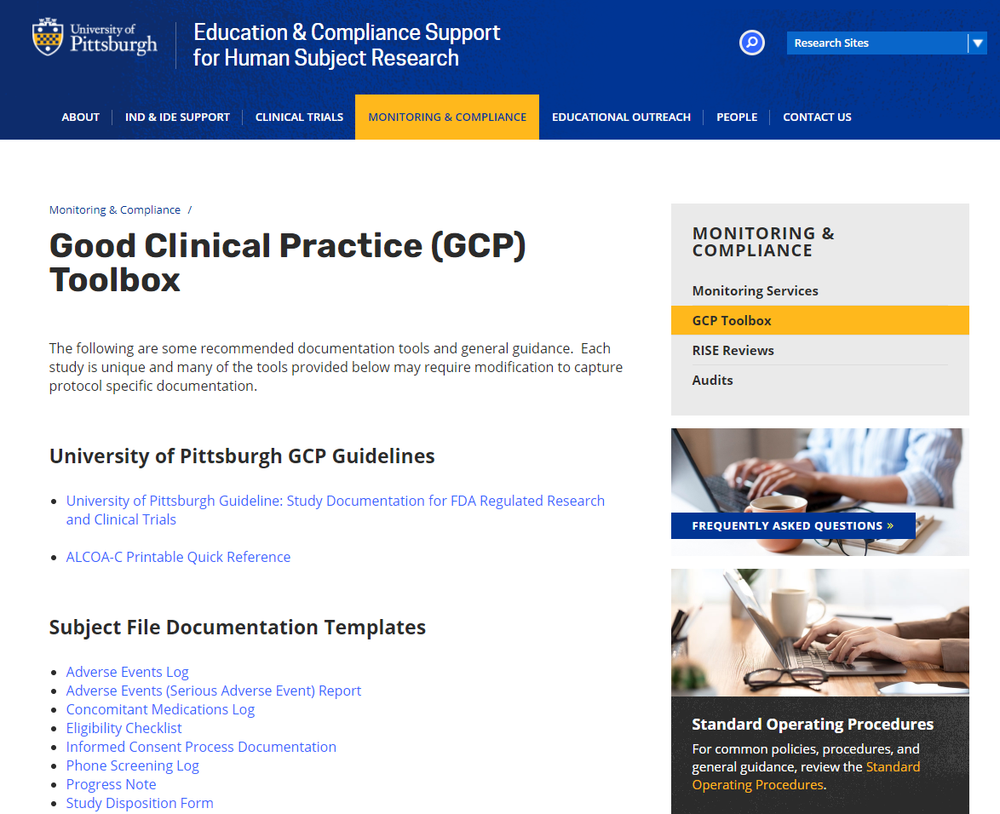 University of
Pittsburgh
Education & Compliance Support
for Human Subject Research
Research Sites
ABOUT
IND & IDE SUPPORT
CLINICAL TRIALS
MONITORING & COMPLIANCE
EDUCATIONAL OUTREACH
PEOPLE
CONTACT US
Monitoring & Compliance /
Good Clinical Practice (GCP)
Toolbox
The following are some recommended documentation tools and general guidance.  Each
study is unique and many of the tools provided below may require modification to capture
protocol specific documentation.
University of Pittsburgh GCP Guidelines
• University of Pittsburgh Guideline: Study Documentation for FDA Regulated Research
and Clinical Trials
• ALCOA-C Printable Quick Reference
Subject File Documentation Templates
• Adverse Events Log
• Adverse Events (Serious Adverse Event) Report
• Concomitant Medications Log
• Eligibility Checklist
• Informed Consent Process Documentation
• Phone Screening Log
• Progress Note
• Study Disposition Form
MONITORING &
COMPLIANCE
Monitoring Services
GCP Toolbox
RISE Reviews
Audits
FREQUENTLY ASKED QUESTIONS »
Standard Operating Procedures
For common policies, procedures, and
general guidance, review the Standard
Operating Procedures.